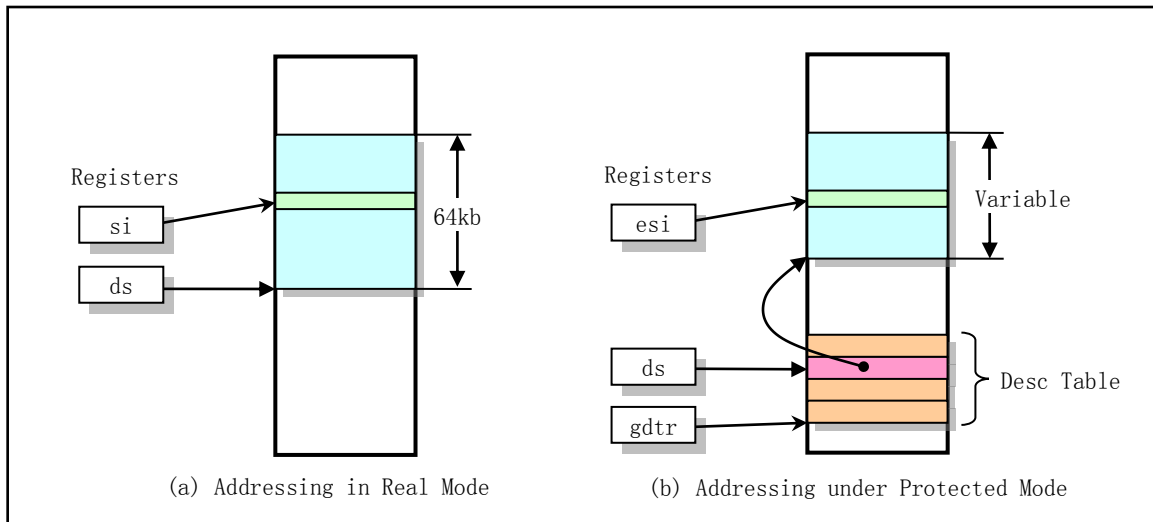 Registers
si
ds
64kb
(a) Addressing in Real Mode
Registers
esi
Variable
ds
gdtr
Desc Table
(b) Addressing under Protected Mode